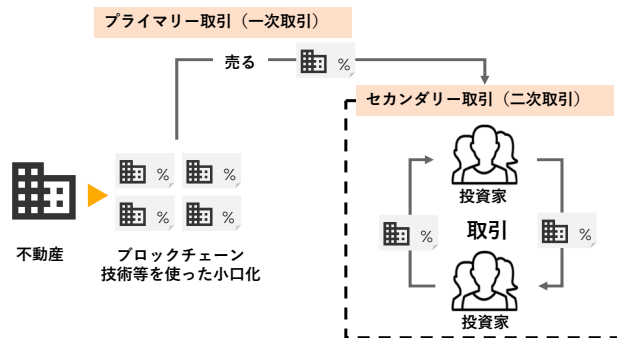 プライマリー取引（一次取引）
売る
%
セカンダリー取引（二次取引）
% %
% %
不動産
ブロックチェーン
技術等を使った小口化
投資家
取引
%
%
投資家